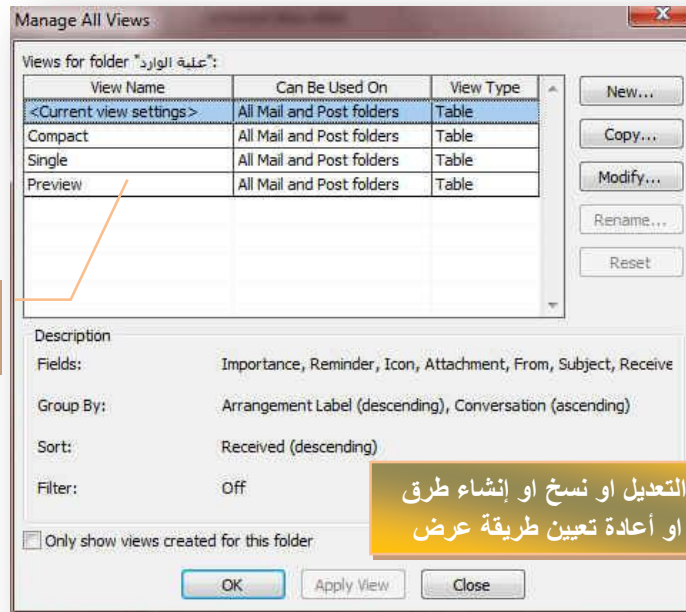 Manage All Views
Views for folder "علبة الوارد":
View Name Can Be Used On View Type
<Current view settings> All Mail and Post folders Table
Compact All Mail and Post folders Table
Single All Mail and Post folders Table
Preview All Mail and Post folders Table
New...
Copy...
Modify...
Rename...
Reset
Description
Fields: Importance, Reminder, Icon, Attachment, From, Subject, Receive
Group By: Arrangement Label (descending), Conversation (ascending)
Sort: Received (descending)
Filter: Off
التعديل او نسخ او إنشاء طرق
او أعادة تعيين طريقة عرض
Only show views created for this folder
OK Apply View Close